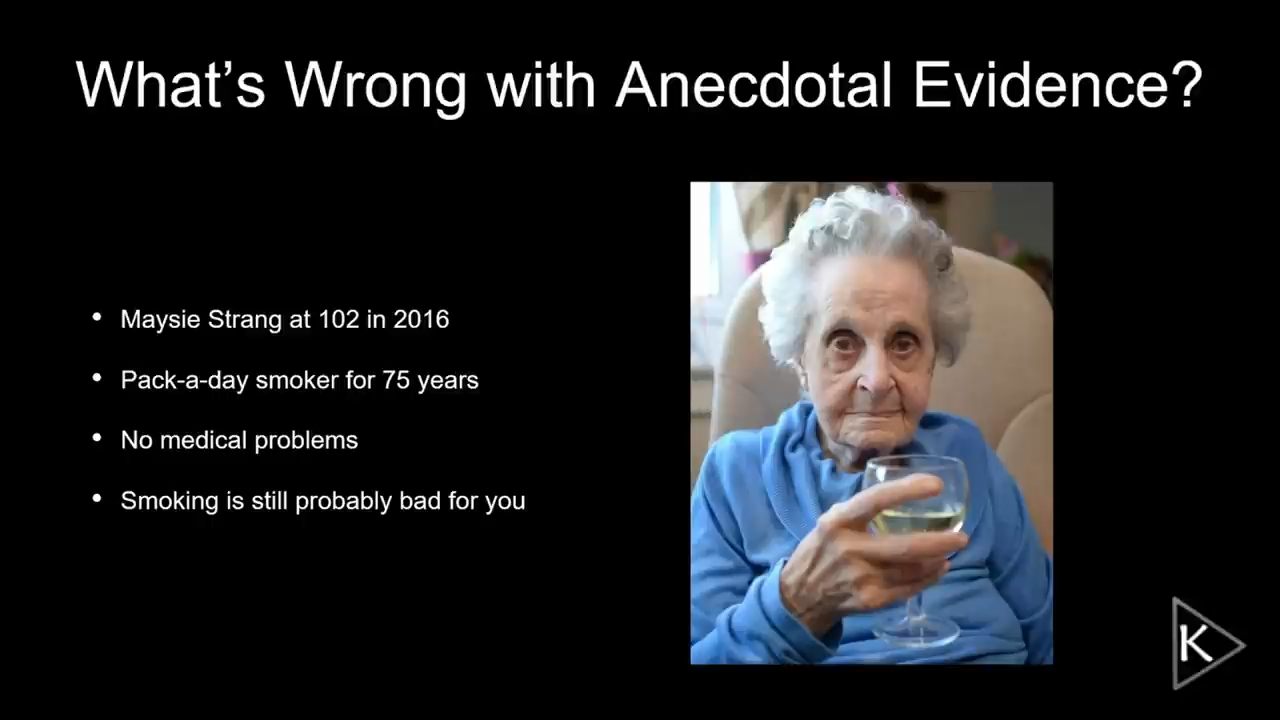 What’s Wrong with Anecdotal Evidence?
• Maysie Strang at 102 in 2016
• Pack-a-day smoker for 75 years
• No medical problems
• Smoking is still probably bad for you
K